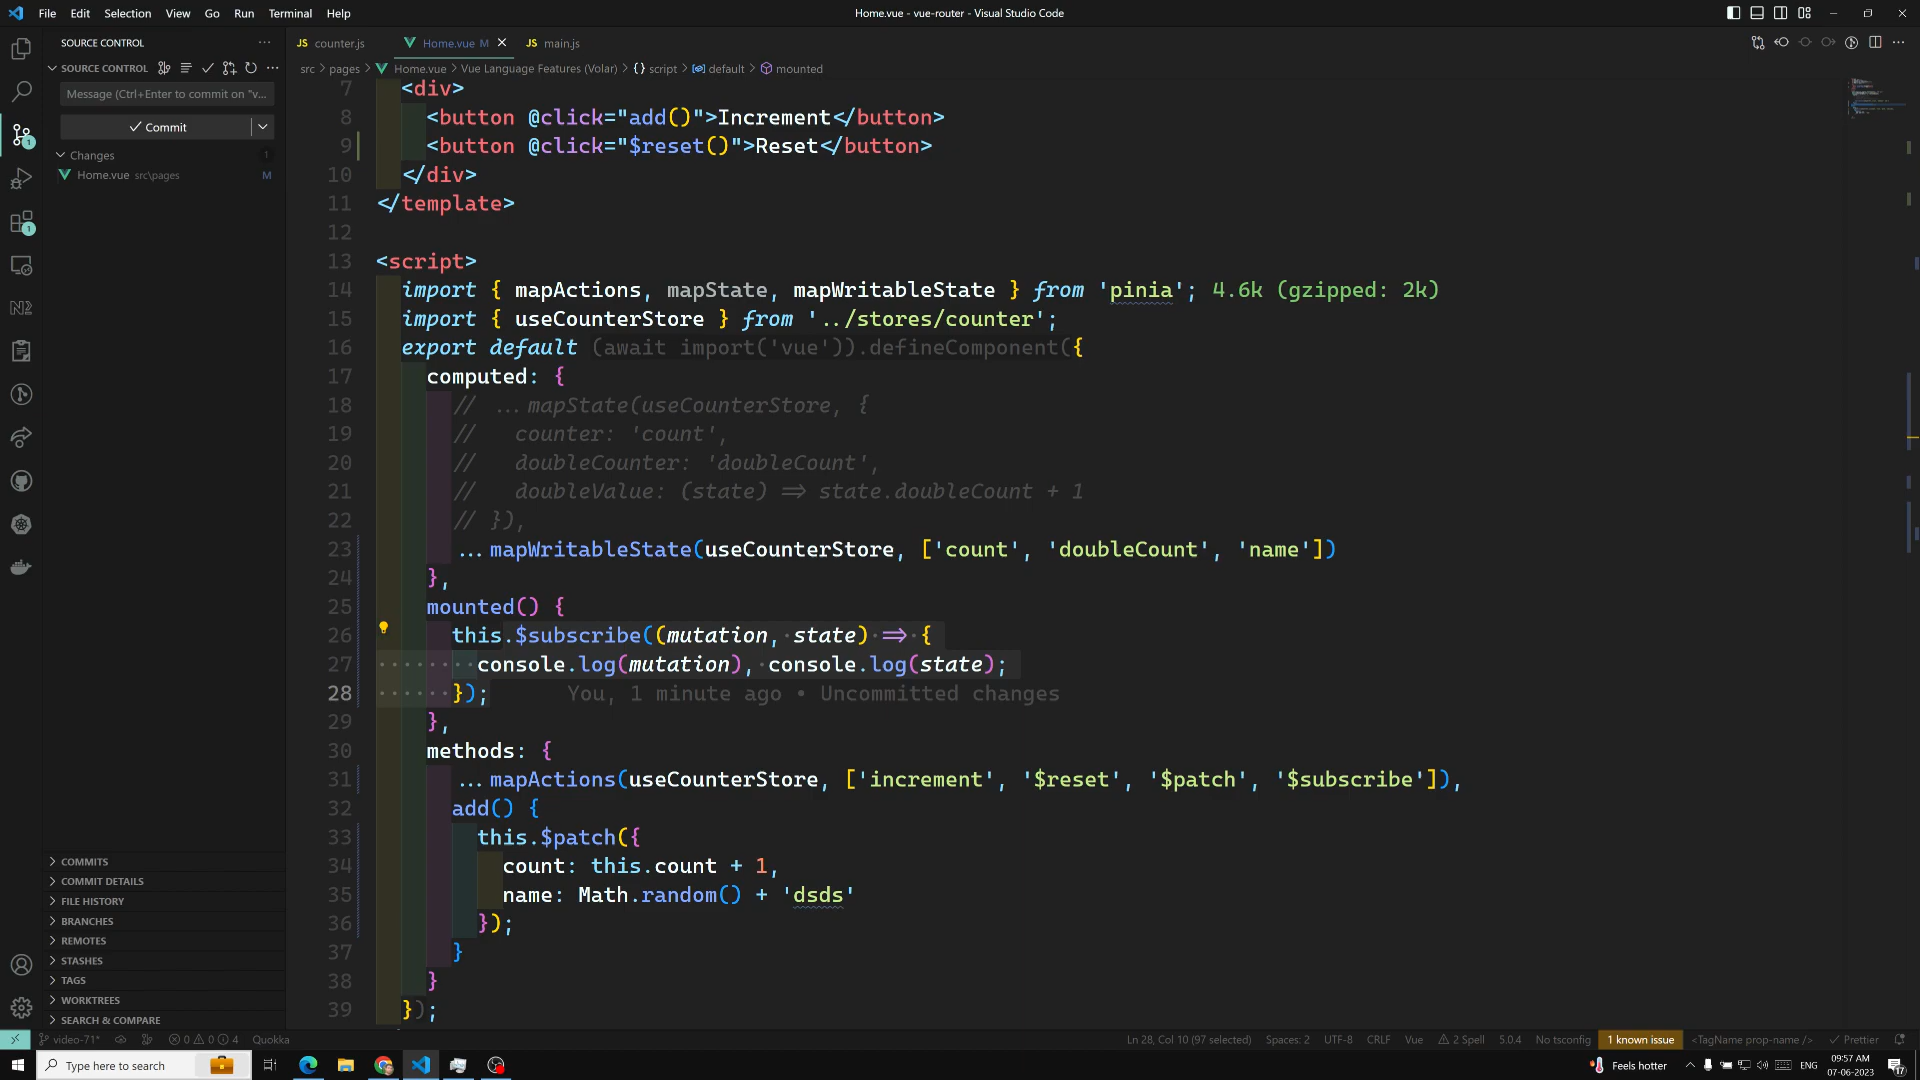 File Edit Selection View Go Run Terminal Help
Home.vue - vue-router - Visual Studio Code
SOURCE CONTROL
SOURCE CONTROL
Message (Ctrl+Enter to commit on "v...
Commit
Changes 1
Home.vue src\pages M
COMMITS
COMMIT DETAILS
FILE HISTORY
BRANCHES
REMOTES
STASHES
TAGS
WORKTREES
SEARCH & COMPARE
JS counter.js Home.vue M JS main.js
src > pages > Home.vue > Vue Language Features (Volar) > {} script > default > mounted
7 <div>
8 <button @click="add()">Increment</button>
9 <button @click="$reset()">Reset</button>
10 </div>
11 </template>
12
13 <script>
14 import { mapActions, mapState, mapWritableState } from 'pinia'; 4.6k (gzipped: 2k)
15 import { useCounterStore } from '../stores/counter';
16 export default (await import('vue')).defineComponent({
17 computed: {
18 // ...mapState(useCounterStore, {
19 // counter: 'count',
20 // doubleCounter: 'doubleCount',
21 // doubleValue: (state) => state.doubleCount + 1
22 // }),
23 ...mapWritableState(useCounterStore, ['count', 'doubleCount', 'name'])
24 },
25 mounted() {
26 this.$subscribe((mutation, state) => {
27 console.log(mutation), console.log(state);
28 }); You, 1 minute ago • Uncommitted changes
29 },
30 methods: {
31 ...mapActions(useCounterStore, ['increment', '$reset', '$patch', '$subscribe']),
32 add() {
33 this.$patch({
34 count: this.count + 1,
35 name: Math.random() + 'dsds'
36 });
37 }
38 }
39 });
video-71* 0 0 4 Quokka Ln 28, Col 10 (97 selected) Spaces: 2 UTF-8 CRLF Vue 2 Spell 5.0.4 No tsconfig 1 known issue <TagName prop-name /> Prettier
Type here to search Feels hotter ENG 09:57 AM
07-06-2023 17